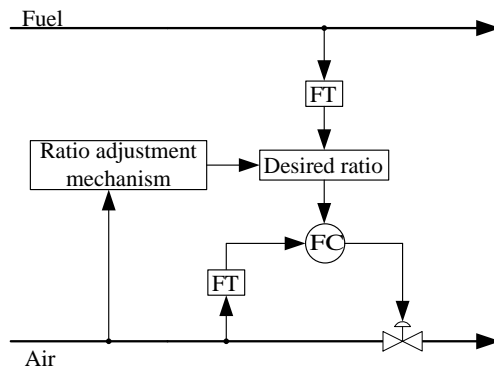 Fuel
FT
Ratio adjustment
mechanism
Desired ratio
FC
FT
Air